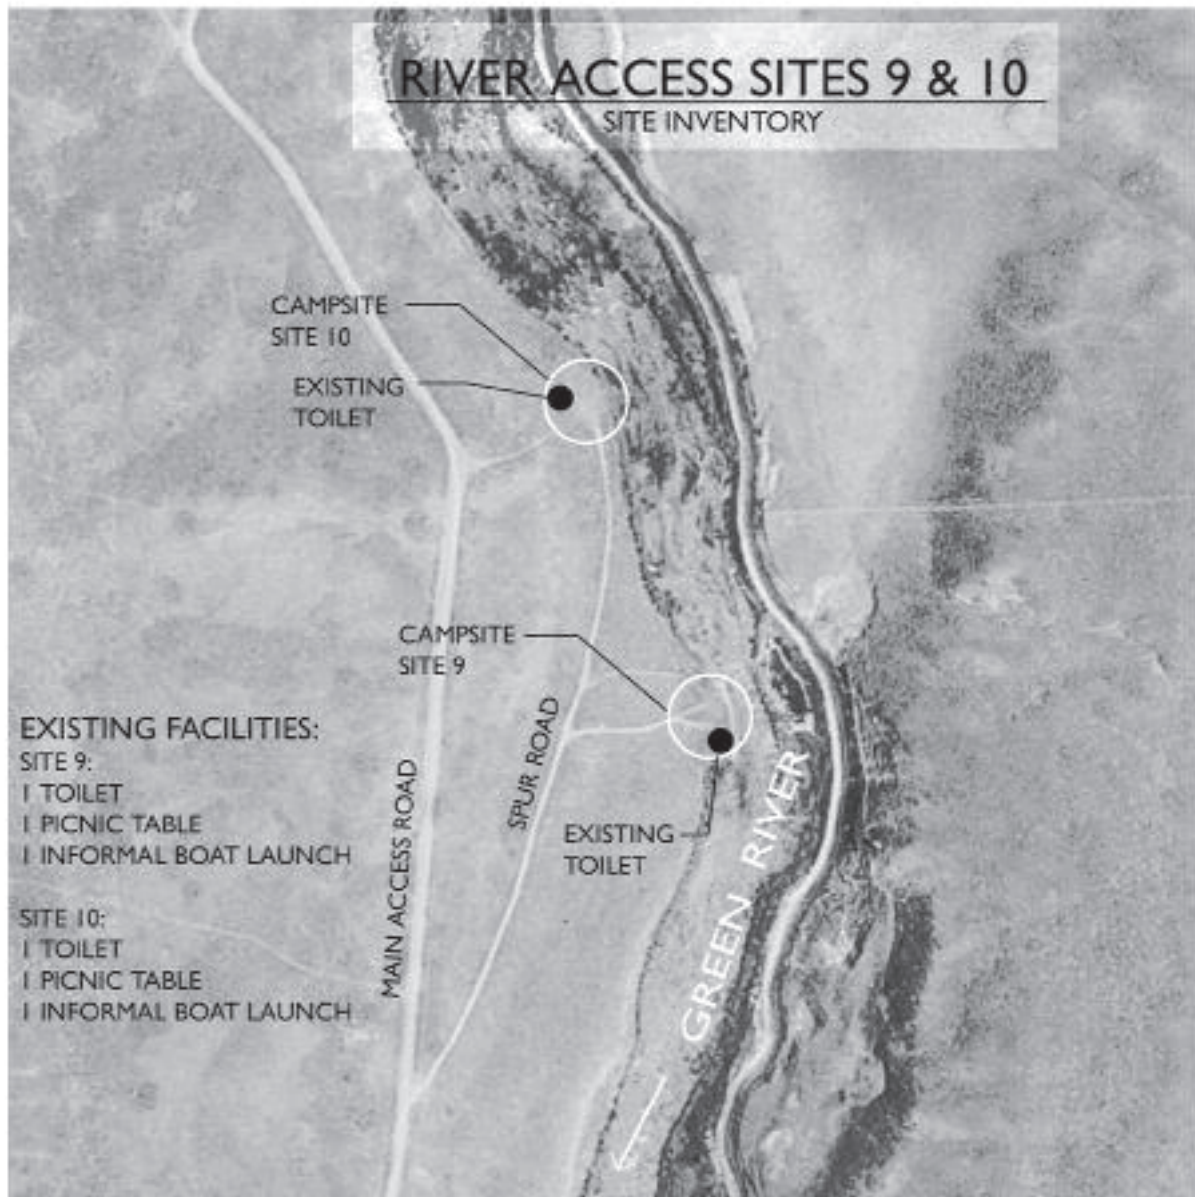 RIVER ACCESS SITES 9 & 10
SITE INVENTORY
CAMPSITE
SITE 10
EXISTING
TOILET
CAMPSITE
SITE 9
EXISTING FACILITIES:
SITE 9:
1 TOILET
1 PICNIC TABLE
1 INFORMAL BOAT LAUNCH
SITE 10:
1 TOILET
1 PICNIC TABLE
1 INFORMAL BOAT LAUNCH
MAIN ACCESS ROAD
SPUR ROAD
EXISTING
TOILET
GREEN RIVER